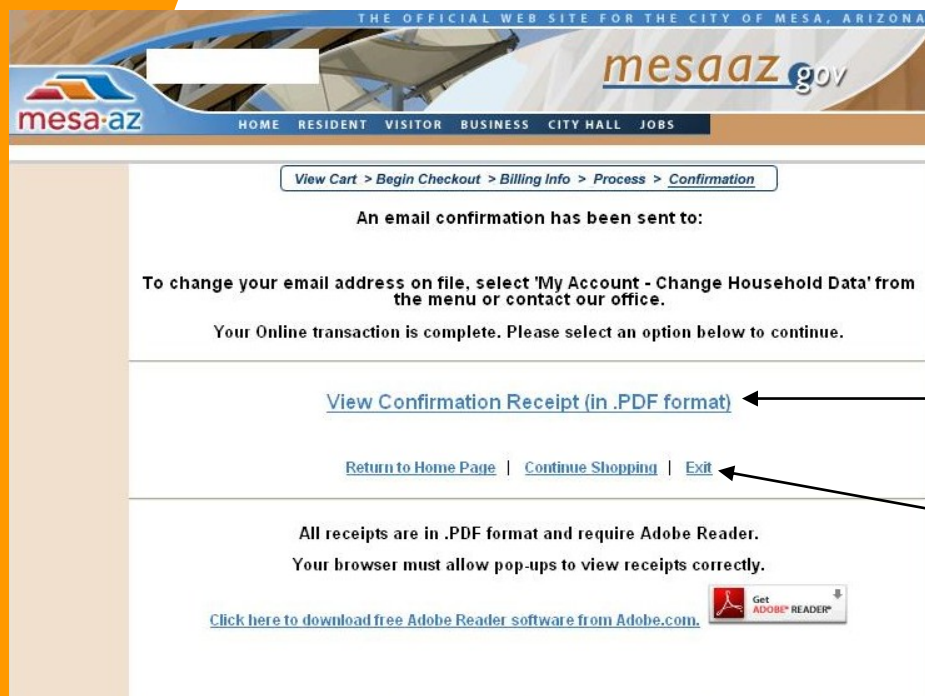 THE OFFICIAL WEB SITE FOR THE CITY OF MESA, ARIZONA
mesaaz gov
mesa·az
HOME RESIDENT VISITOR BUSINESS CITY HALL JOBS
View Cart > Begin Checkout > Billing Info > Process > Confirmation
An email confirmation has been sent to:
To change your email address on file, select 'My Account - Change Household Data' from
the menu or contact our office.
Your Online transaction is complete. Please select an option below to continue.
View Confirmation Receipt (in .PDF format)
Return to Home Page | Continue Shopping | Exit
All receipts are in .PDF format and require Adobe Reader.
Your browser must allow pop-ups to view receipts correctly.
Click here to download free Adobe Reader software from Adobe.com.
Get
ADOBE® READER®